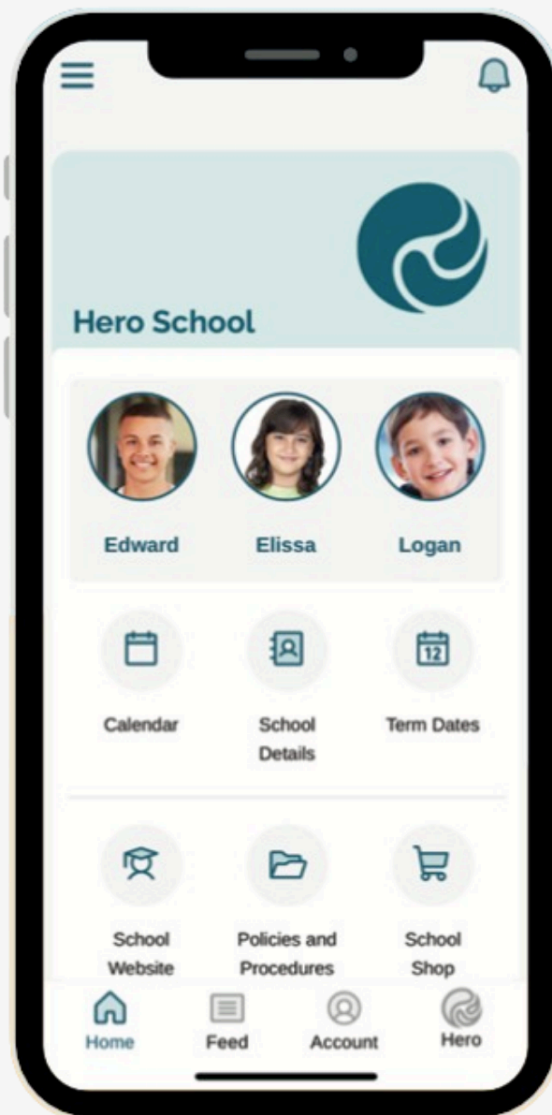 Hero School
Edward Elissa Logan
12
Calendar School Details Term Dates
School Website Policies and Procedures School Shop
Home Feed Account Hero